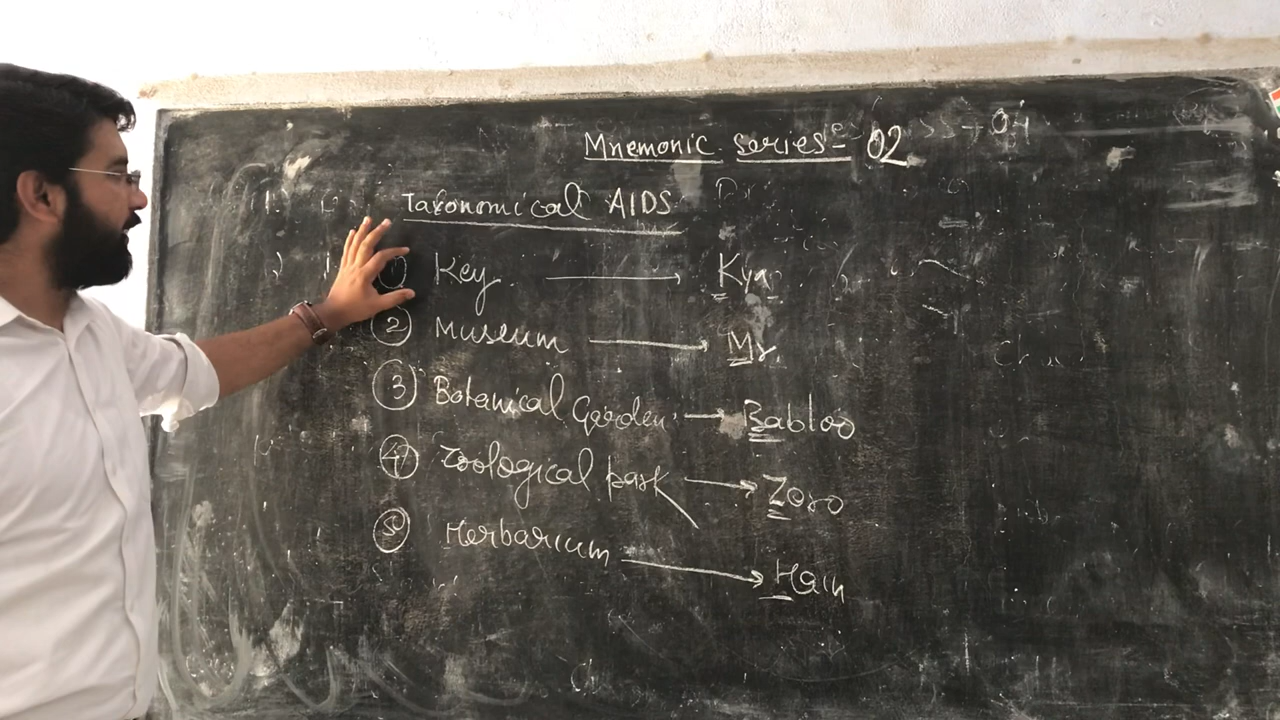 Mnemonic series- 02
Taxonomical AIDS
Key → Kya
② Museum → Mr
③ Botanical Garden → Babloo
④ Zoological park → Zoro
⑤ Herbarium → Hain